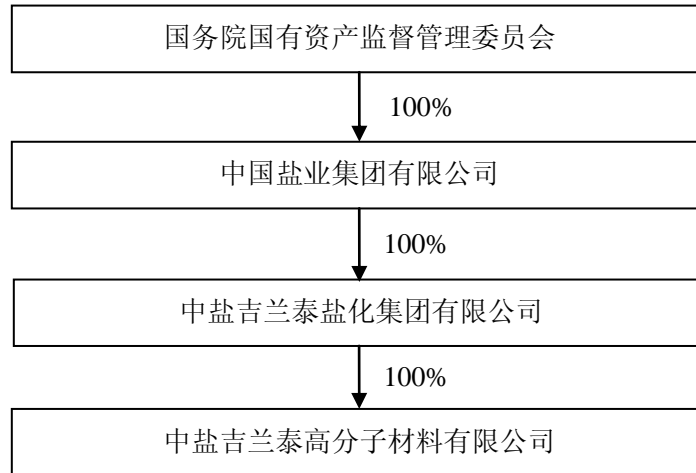 国务院国有资产监督管理委员会
100%
中国盐业集团有限公司
100%
中盐吉兰泰盐化集团有限公司
100%
中盐吉兰泰高分子材料有限公司